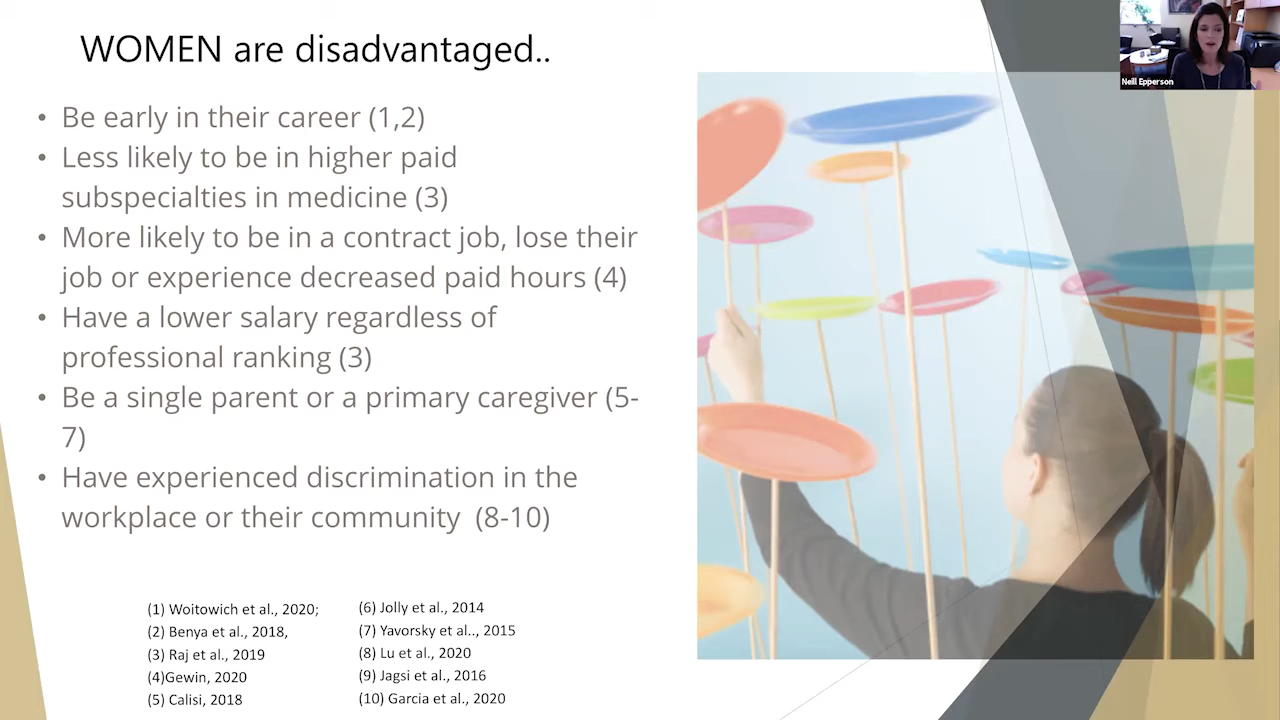 WOMEN are disadvantaged..
• Be early in their career (1,2)
• Less likely to be in higher paid
subspecialties in medicine (3)
• More likely to be in a contract job, lose their
job or experience decreased paid hours (4)
• Have a lower salary regardless of
professional ranking (3)
• Be a single parent or a primary caregiver (5-
7)
• Have experienced discrimination in the
workplace or their community  (8-10)
(1) Woitowich et al., 2020;
(2) Benya et al., 2018,
(3) Raj et al., 2019
(4)Gewin, 2020
(5) Calisi, 2018
(6) Jolly et al., 2014
(7) Yavorsky et al.., 2015
(8) Lu et al., 2020
(9) Jagsi et al., 2016
(10) Garcia et al., 2020
Neill Epperson